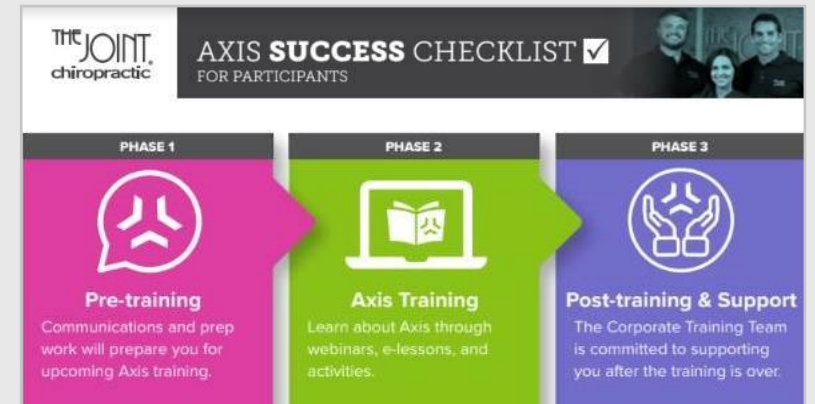 THE JOINT®
chiropractic
AXIS SUCCESS CHECKLIST
FOR PARTICIPANTS
PHASE 1
Pre-training
Communications and prep
work will prepare you for
upcoming Axis training.
PHASE 2
Axis Training
Learn about Axis through
webinars, e-lessons, and
activities.
PHASE 3
Post-training & Support
The Corporate Training Team
is committed to supporting
you after the training is over.